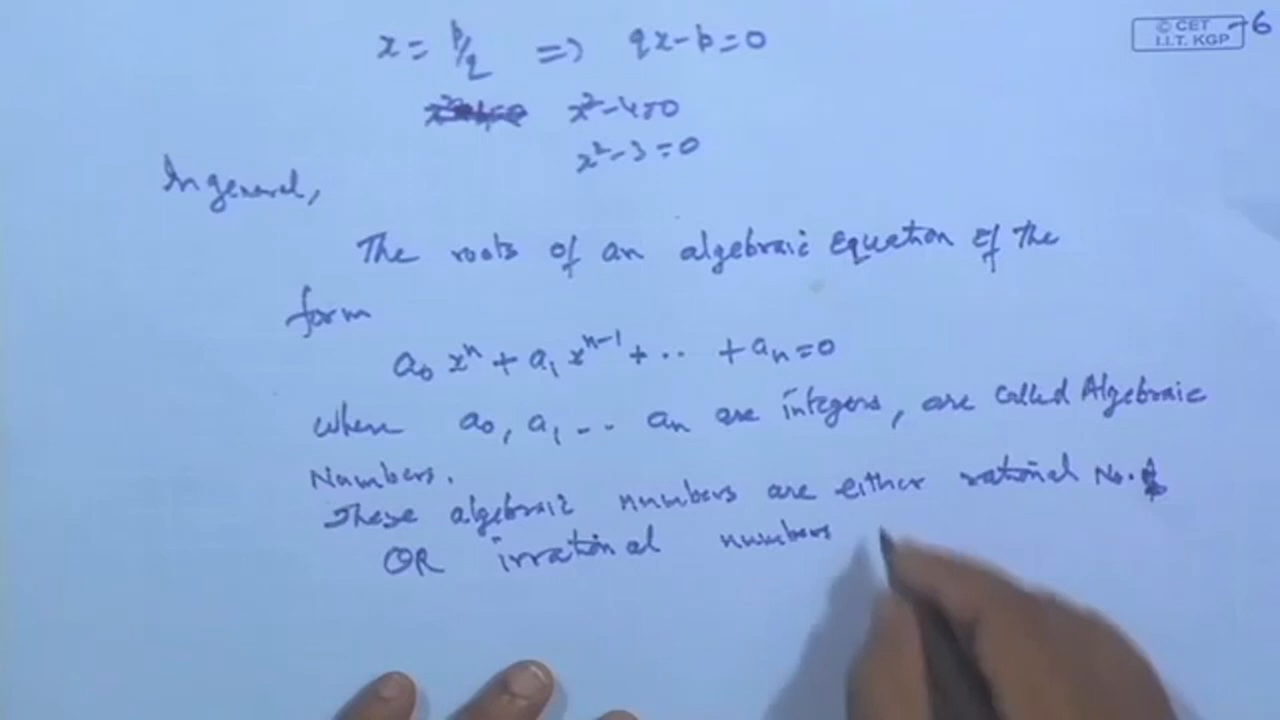 x = p/q ⇒ qx - p = 0
© CET
I.I.T. KGP
-6
x² - 4 = 0
x² - 3 = 0
In general,
The roots of an algebraic Equation of the
form
a₀ xⁿ + a₁ xⁿ⁻¹ + .. + aₙ = 0
where a₀, a₁ -- aₙ are integers, are called Algebraic
Numbers.
These algebraic numbers are either rational No.s
OR irrational numbers